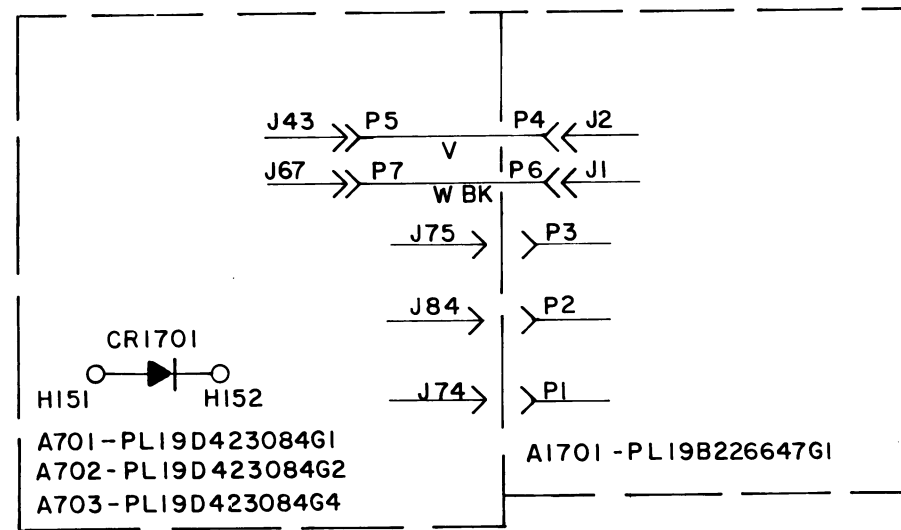 J43 P5 P4 J2
V
J67 P7 P6 J1
W BK
J75 P3
J84 P2
CR1701
H151 H152
J74 P1
A701-PL19D423084G1
A702-PL19D423084G2
A703-PL19D423084G4
A1701-PL19B226647G1